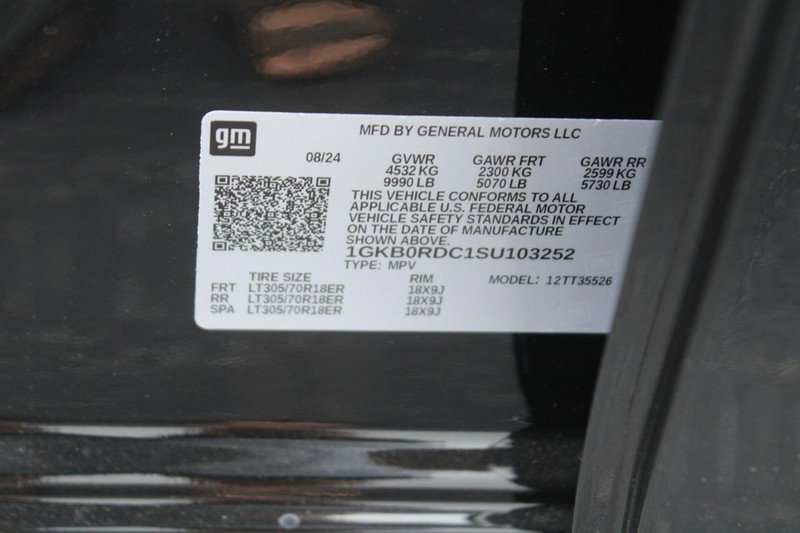 gm
MFD BY GENERAL MOTORS LLC
08/24 GVWR GAWR FRT GAWR RR
4532 KG 2300 KG 2599 KG
9990 LB 5070 LB 5730 LB
THIS VEHICLE CONFORMS TO ALL
APPLICABLE U.S. FEDERAL MOTOR
VEHICLE SAFETY STANDARDS IN EFFECT
ON THE DATE OF MANUFACTURE
SHOWN ABOVE.
1GKB0RDC1SU103252
TYPE: MPV
TIRE SIZE RIM MODEL: 12TT35526
FRT LT305/70R18ER 18X9J
RR LT305/70R18ER 18X9J
SPA LT305/70R18ER 18X9J